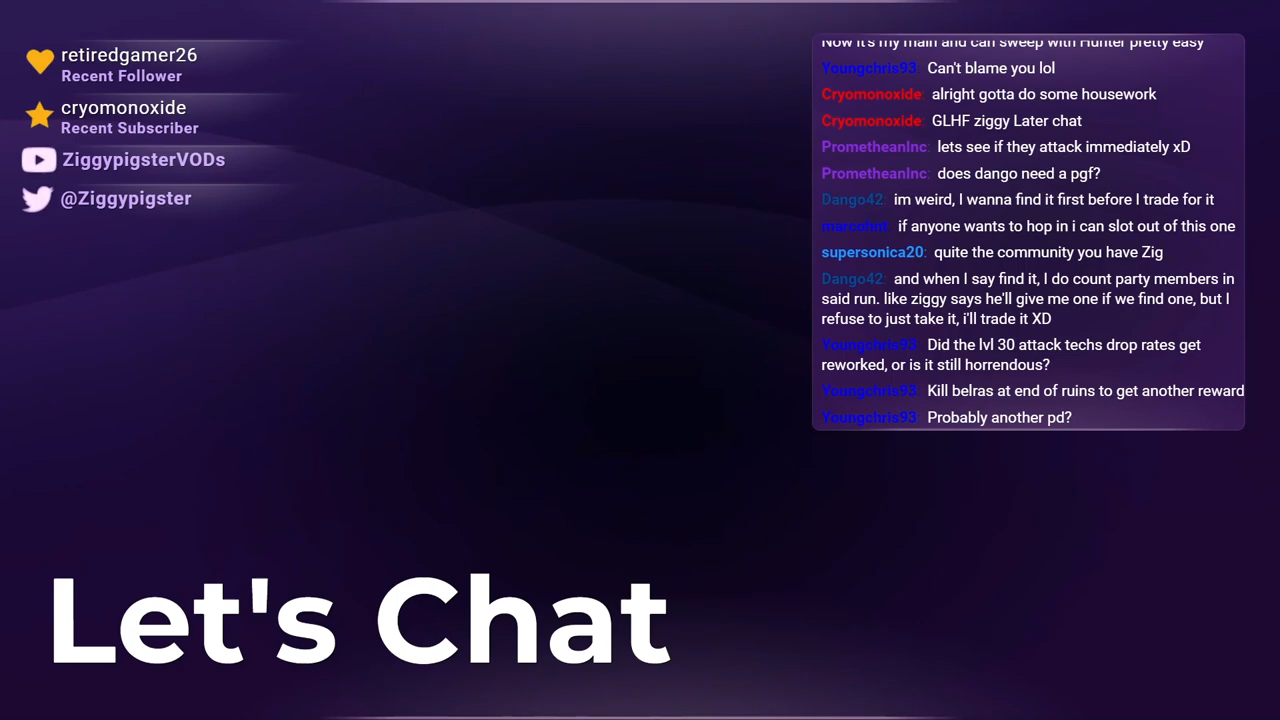 retiredgamer26
Recent Follower
cryomonoxide
Recent Subscriber
ZiggypigsterVODs
@Ziggypigster
Now it's my main and can sweep with Hunter pretty easy
Youngchris93: Can't blame you lol
Cryomonoxide: alright gotta do some housework
Cryomonoxide: GLHF ziggy Later chat
PrometheanInc: lets see if they attack immediately xD
PrometheanInc: does dango need a pgf?
Dango42: im weird, I wanna find it first before I trade for it
marcohnt: if anyone wants to hop in i can slot out of this one
supersonica20: quite the community you have Zig
Dango42: and when I say find it, I do count party members in
said run. like ziggy says he'll give me one if we find one, but I
refuse to just take it, i'll trade it XD
Youngchris93: Did the lvl 30 attack techs drop rates get
reworked, or is it still horrendous?
Youngchris93: Kill belras at end of ruins to get another reward
Youngchris93: Probably another pd?
Let's Chat